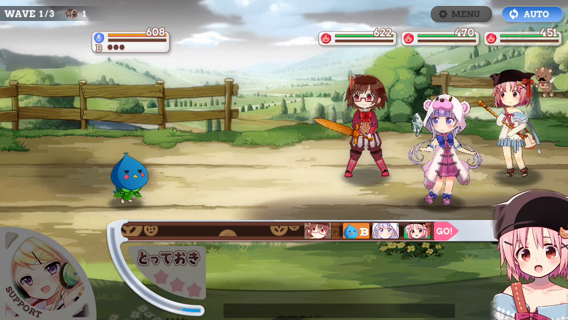 WAVE 1/3
1
MENU
AUTO
608
B
622
470
451
B
GO!
とっておき
SUPPORT